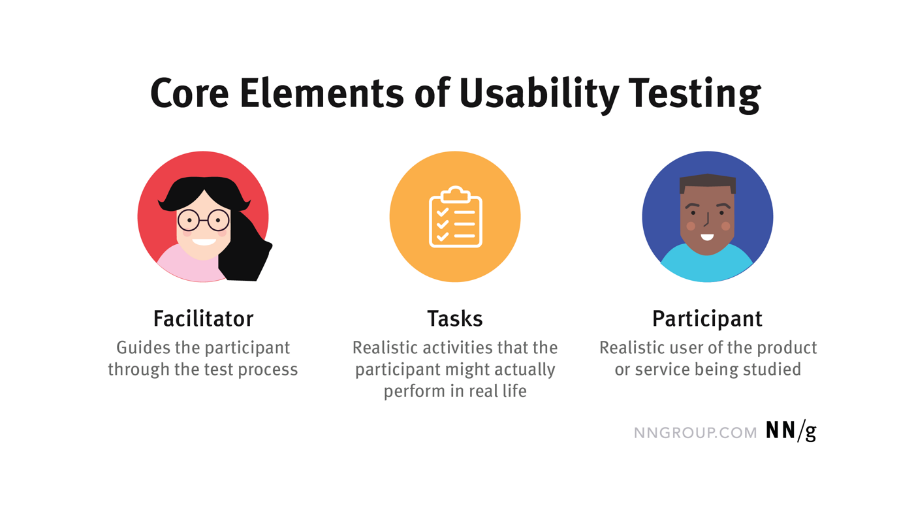 Core Elements of Usability Testing
Facilitator
Guides the participant
through the test process
Tasks
Realistic activities that the
participant might actually
perform in real life
Participant
Realistic user of the product
or service being studied
NNGROUP.COM NN/g